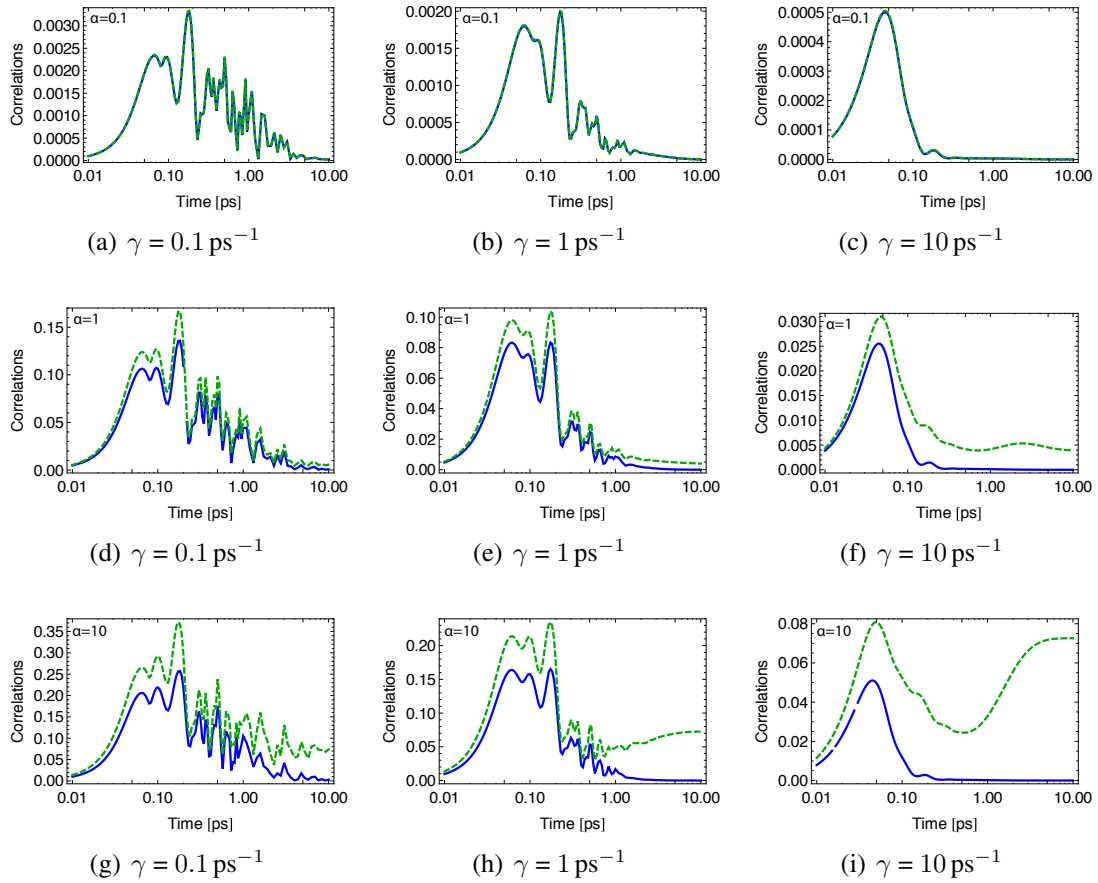 α=0.1
Correlations
0.0030
0.0025
0.0020
0.0015
0.0010
0.0005
0.0000
0.01 0.10 1.00 10.00
Time [ps]
(a) γ = 0.1 ps⁻¹
α=0.1
Correlations
0.0020
0.0015
0.0010
0.0005
0.0000
0.01 0.10 1.00 10.00
Time [ps]
(b) γ = 1 ps⁻¹
α=0.1
Correlations
0.0005
0.0004
0.0003
0.0002
0.0001
0.0000
0.01 0.10 1.00 10.00
Time [ps]
(c) γ = 10 ps⁻¹
α=1
Correlations
0.15
0.10
0.05
0.00
0.01 0.10 1.00 10.00
Time [ps]
(d) γ = 0.1 ps⁻¹
α=1
Correlations
0.10
0.08
0.06
0.04
0.02
0.00
0.01 0.10 1.00 10.00
Time [ps]
(e) γ = 1 ps⁻¹
α=1
Correlations
0.030
0.025
0.020
0.015
0.010
0.005
0.000
0.01 0.10 1.00 10.00
Time [ps]
(f) γ = 10 ps⁻¹
α=10
Correlations
0.35
0.30
0.25
0.20
0.15
0.10
0.05
0.00
0.01 0.10 1.00 10.00
Time [ps]
(g) γ = 0.1 ps⁻¹
α=10
Correlations
0.20
0.15
0.10
0.05
0.00
0.01 0.10 1.00 10.00
Time [ps]
(h) γ = 1 ps⁻¹
α=10
Correlations
0.08
0.06
0.04
0.02
0.00
0.01 0.10 1.00 10.00
Time [ps]
(i) γ = 10 ps⁻¹